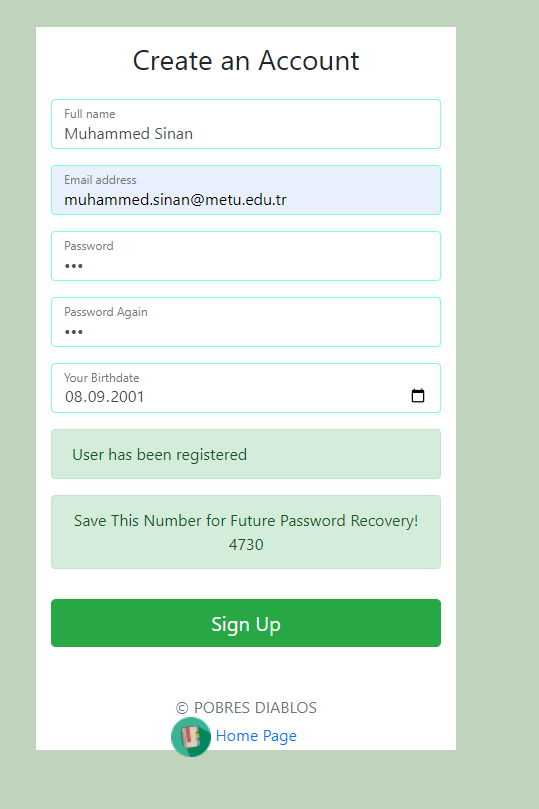 Create an Account
Full name
Muhammed Sinan
Email address
muhammed.sinan@metu.edu.tr
Password
•••
Password Again
•••
Your Birthdate
08.09.2001
User has been registered
Save This Number for Future Password Recovery!
4730
Sign Up
© POBRES DIABLOS
Home Page